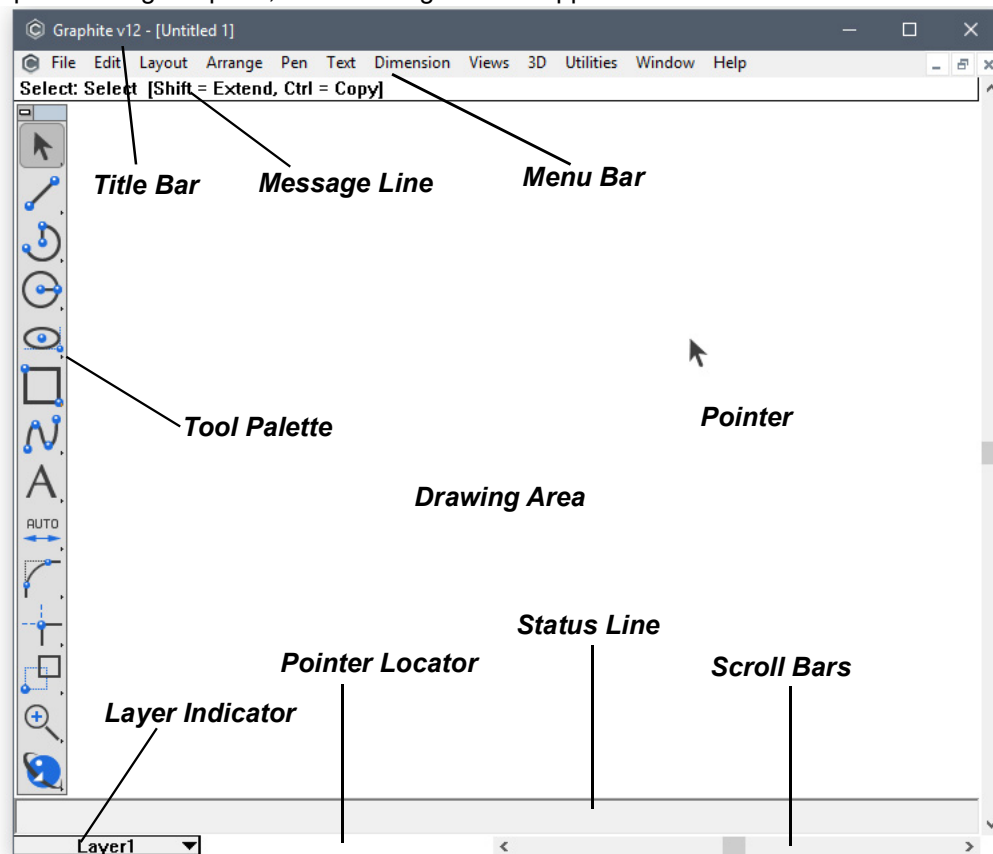 Graphite v12 - [Untitled 1]
File Edit Layout Arrange Pen Text Dimension Views 3D Utilities Window Help
Select: Select [Shift = Extend, Ctrl = Copy]
Title Bar Message Line Menu Bar
Pointer
Tool Palette
Drawing Area
A
AUTO
Status Line
Pointer Locator Scroll Bars
Layer Indicator
Layer1